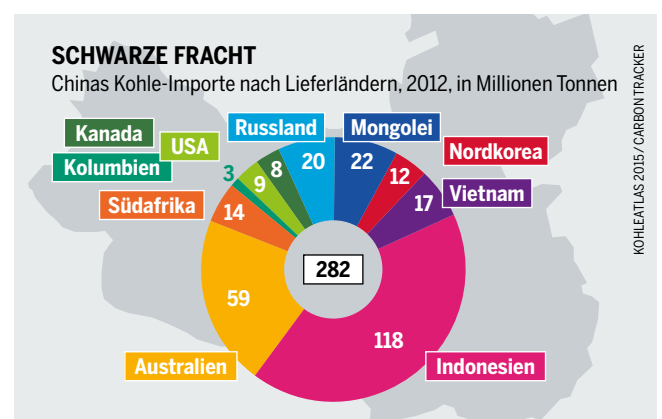 SCHWARZE FRACHT
Chinas Kohle-Importe nach Lieferländern, 2012, in Millionen Tonnen
Kanada
USA
Russland
Mongolei
Kolumbien
Nordkorea
Südafrika
Vietnam
3
9
8
20
22
12
14
17
282
59
118
Australien
Indonesien
KOHLEATLAS 2015 / CARBON TRACKER